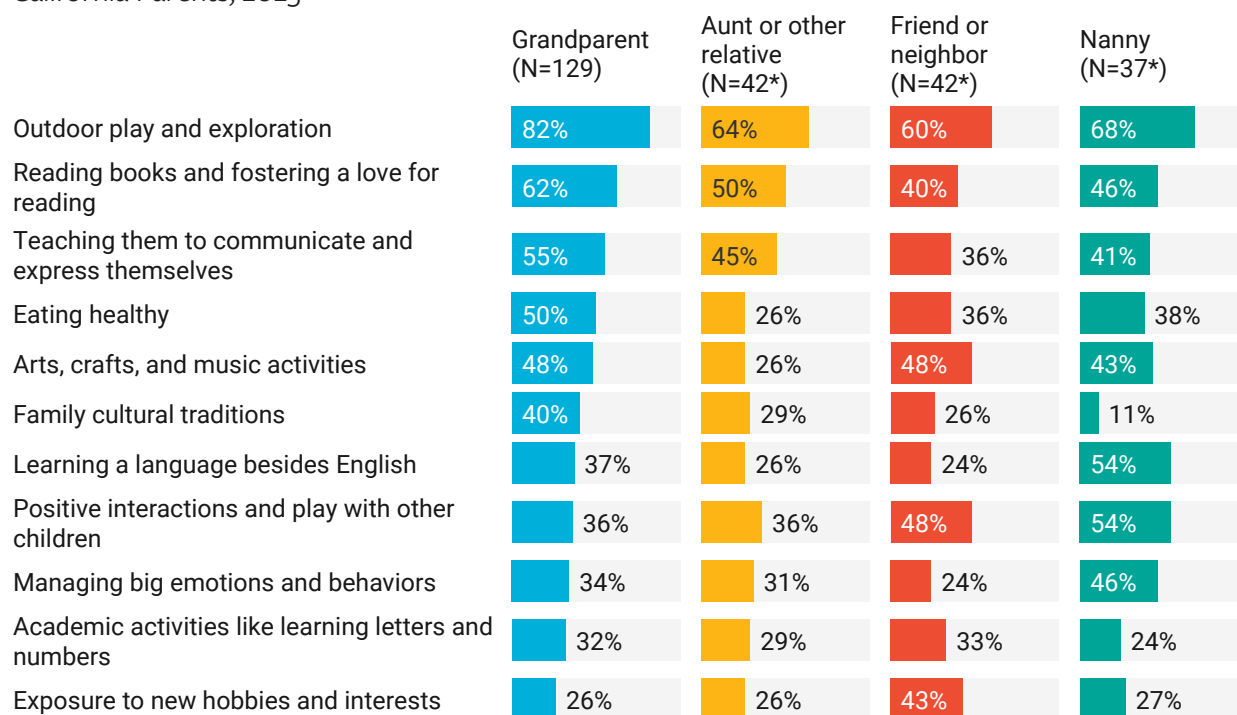 Grandparent
(N=129)
Aunt or other
relative
(N=42*)
Friend or
neighbor
(N=42*)
Nanny
(N=37*)
Outdoor play and exploration 82% 64% 60% 68%
Reading books and fostering a love for
reading 62% 50% 40% 46%
Teaching them to communicate and
express themselves 55% 45% 36% 41%
Eating healthy 50% 26% 36% 38%
Arts, crafts, and music activities 48% 26% 48% 43%
Family cultural traditions 40% 29% 26% 11%
Learning a language besides English 37% 26% 24% 54%
Positive interactions and play with other
children 36% 36% 48% 54%
Managing big emotions and behaviors 34% 31% 24% 46%
Academic activities like learning letters and
numbers 32% 29% 33% 24%
Exposure to new hobbies and interests 26% 26% 43% 27%